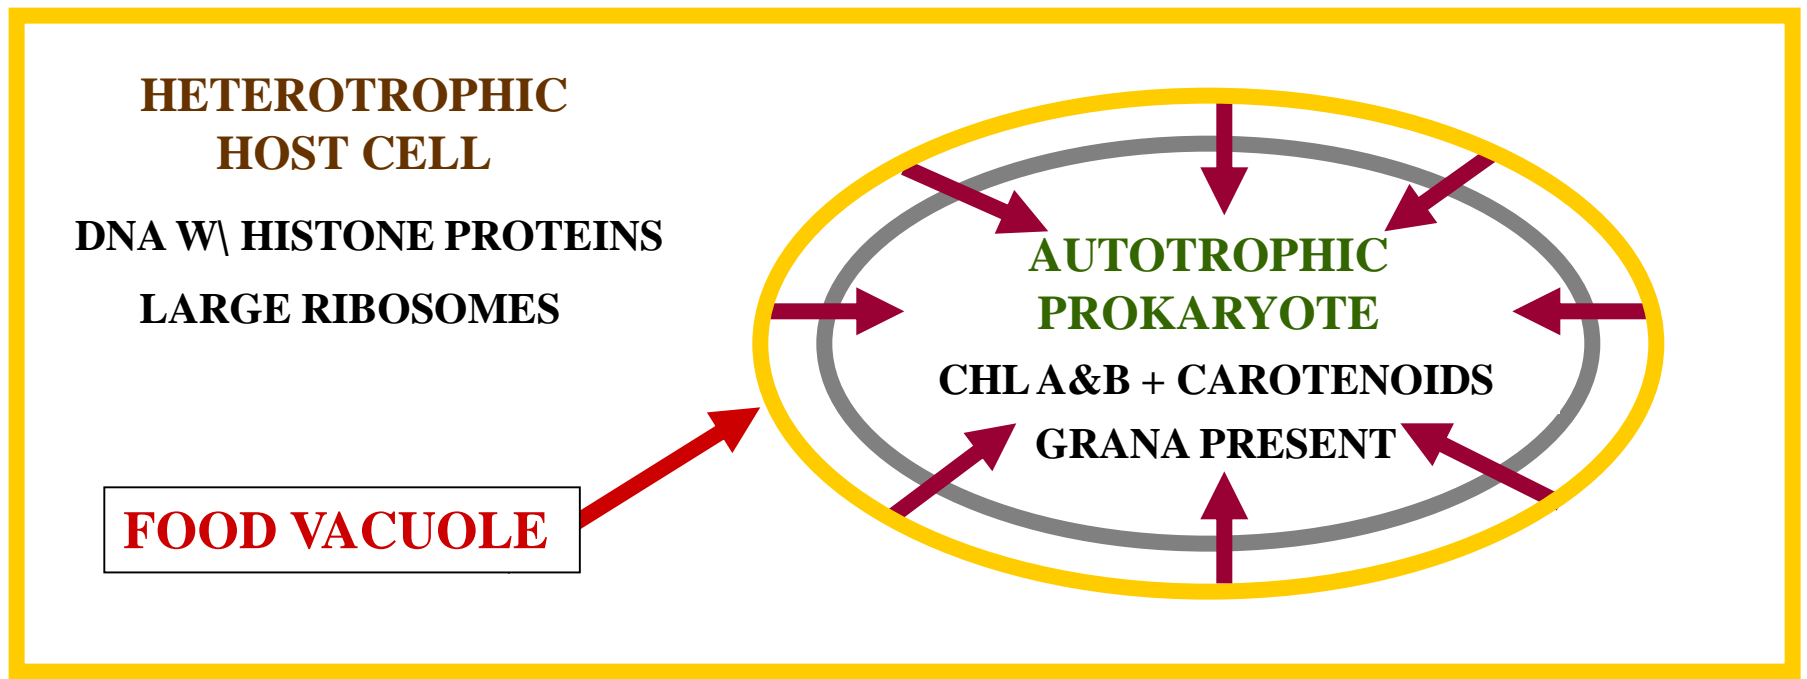 HETEROTROPHIC
HOST CELL
DNA W\ HISTONE PROTEINS
LARGE RIBOSOMES
FOOD VACUOLE
AUTOTROPHIC
PROKARYOTE
CHL A&B + CAROTENOIDS
GRANA PRESENT